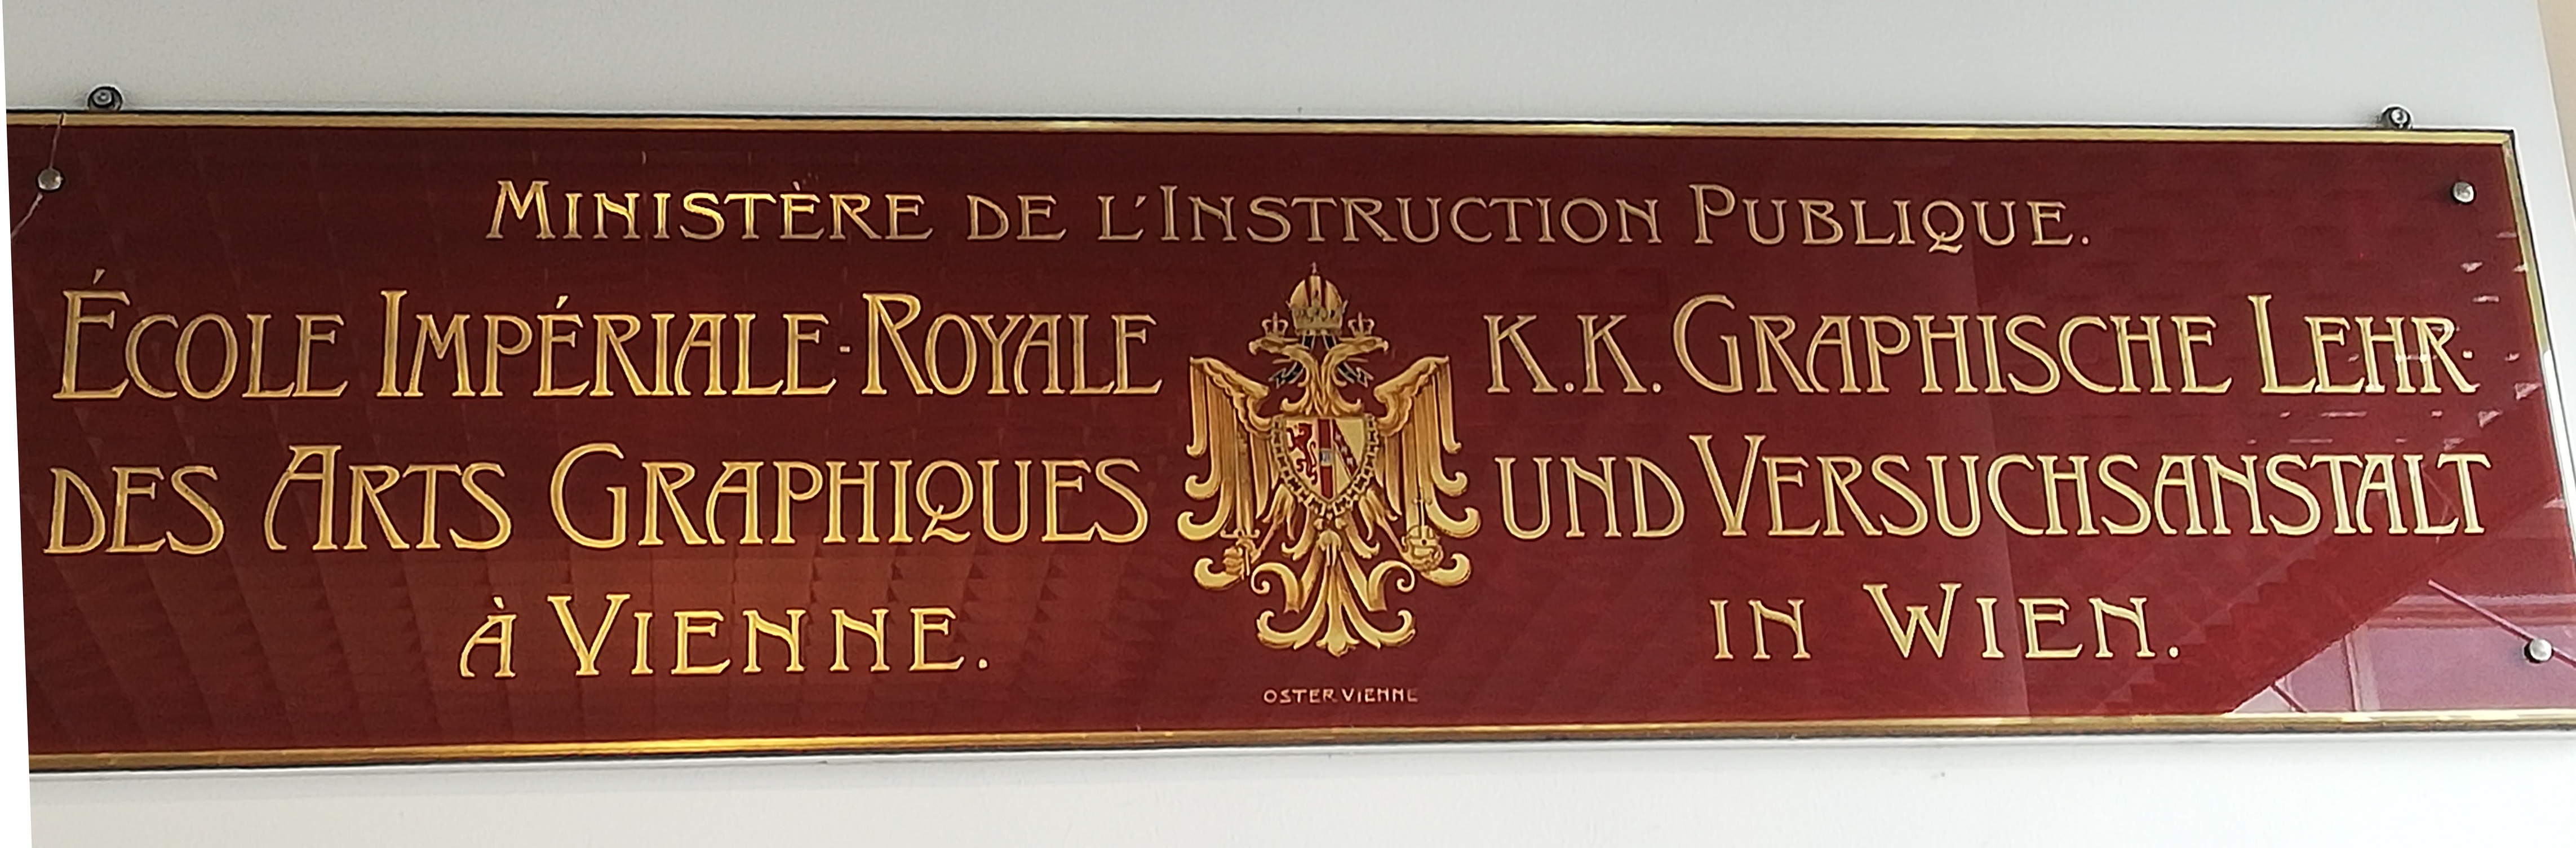 Ministère de l'Instruction Publique.
École Impériale-Royale
des Arts Graphiques
à Vienne.
K.K. Graphische Lehr-
und Versuchsanstalt
in Wien.
OSTER VIENNE